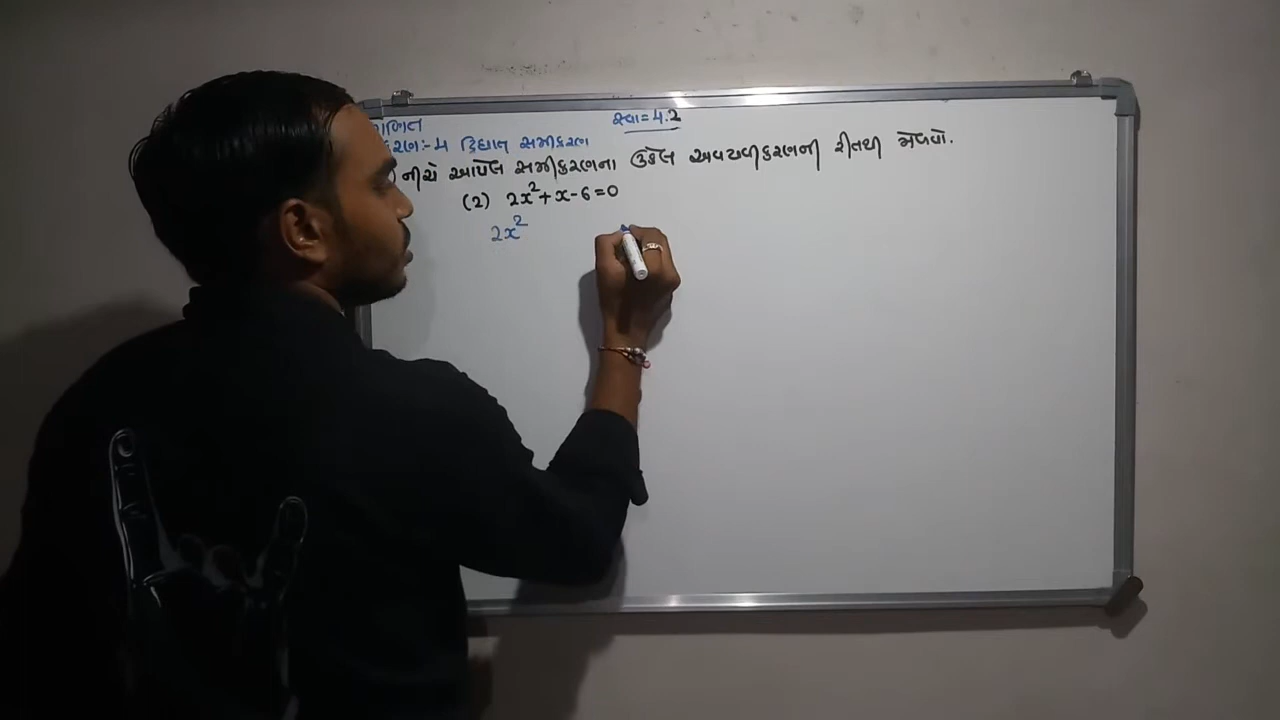 ગણિત સ્વા = 4.2
કરણ:- 4 દ્વિઘાત સમીકરણ
) નીચે આપેલ સમીકરણના ઉકેલ અવયવીકરણની રીતથી મેળવો.
(2) 2x² + x - 6 = 0
2x²